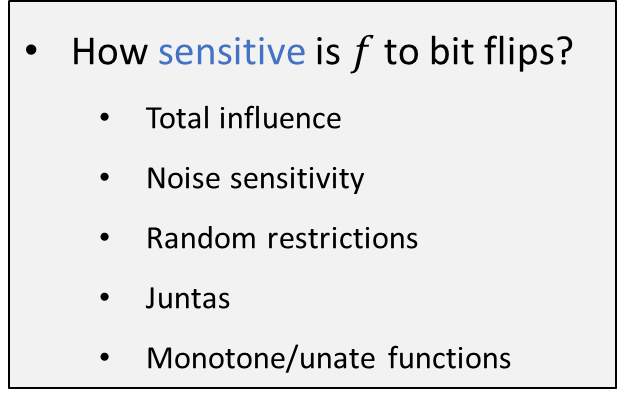 • How sensitive is f to bit flips?
• Total influence
• Noise sensitivity
• Random restrictions
• Juntas
• Monotone/unate functions